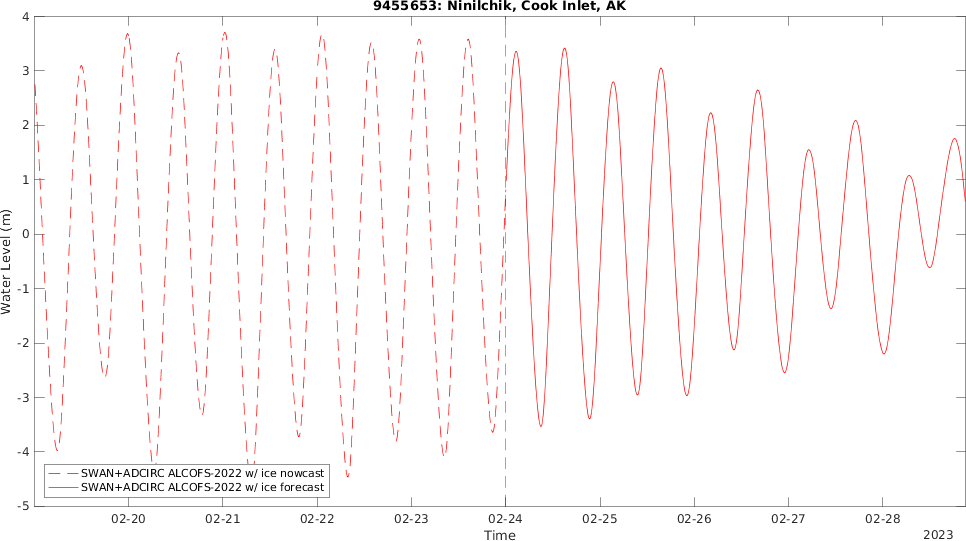 9455653: Ninilchik, Cook Inlet, AK
4
3
2
1
0
-1
-2
-3
-4
-5
Water Level (m)
SWAN+ADCIRC ALCOFS-2022 w/ ice nowcast
SWAN+ADCIRC ALCOFS-2022 w/ ice forecast
02-20 02-21 02-22 02-23 02-24 02-25 02-26 02-27 02-28
Time
2023